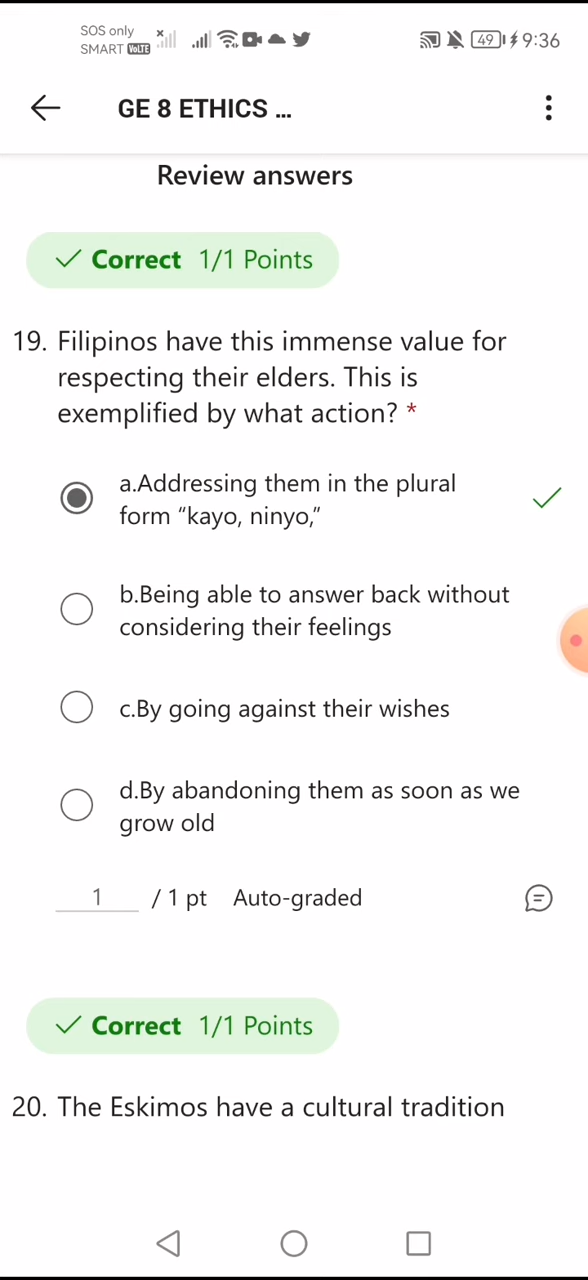 SOS only
SMART VoLTE
49 9:36
GE 8 ETHICS ...
Review answers
Correct 1/1 Points
19. Filipinos have this immense value for
respecting their elders. This is
exemplified by what action? *
a.Addressing them in the plural
form “kayo, ninyo,”
b.Being able to answer back without
considering their feelings
c.By going against their wishes
d.By abandoning them as soon as we
grow old
1 / 1 pt Auto-graded
Correct 1/1 Points
20. The Eskimos have a cultural tradition